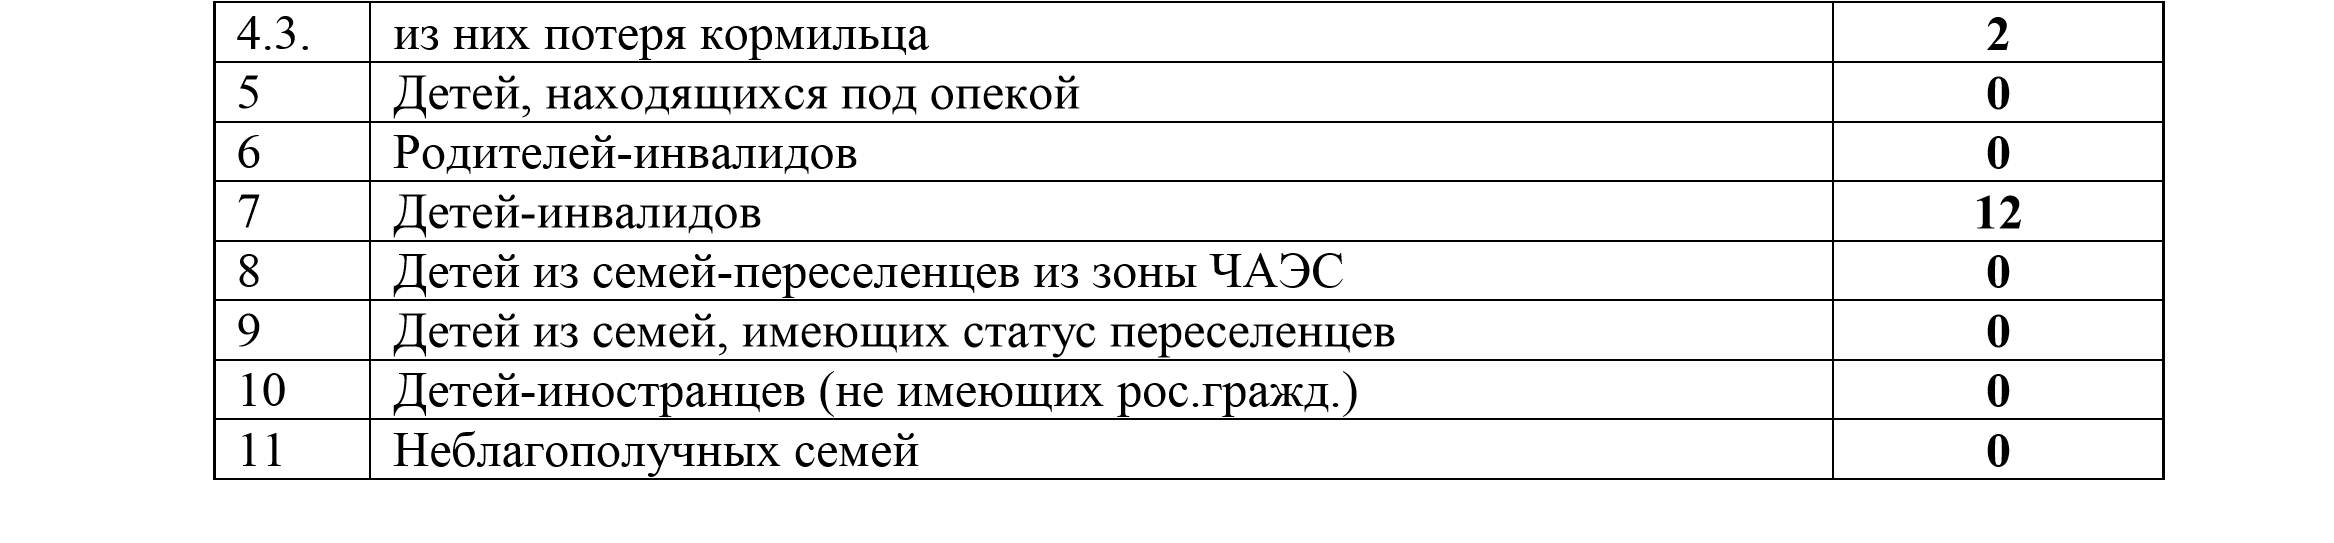 4.3. из них потеря кормильца 2
5 Детей, находящихся под опекой 0
6 Родителей-инвалидов 0
7 Детей-инвалидов 12
8 Детей из семей-переселенцев из зоны ЧАЭС 0
9 Детей из семей, имеющих статус переселенцев 0
10 Детей-иностранцев (не имеющих рос.гражд.) 0
11 Неблагополучных семей 0